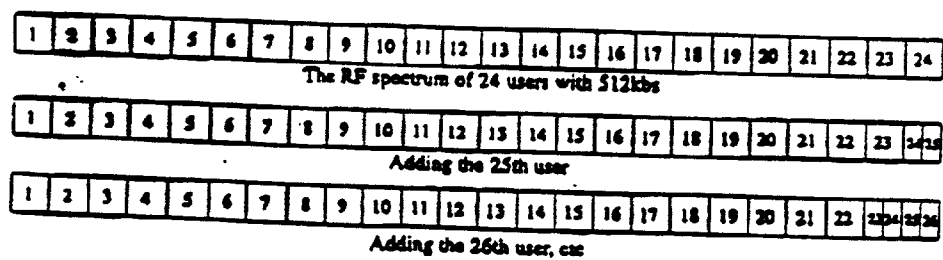 1 2 3 4 5 6 7 8 9 10 11 12 13 14 15 16 17 18 19 20 21 22 23 24
The RF spectrum of 24 users with 512kbs
1 2 3 4 5 6 7 8 9 10 11 12 13 14 15 16 17 18 19 20 21 22 23 24 25
Adding the 25th user
1 2 3 4 5 6 7 8 9 10 11 12 13 14 15 16 17 18 19 20 21 22 23 24 25 26
Adding the 26th user, etc